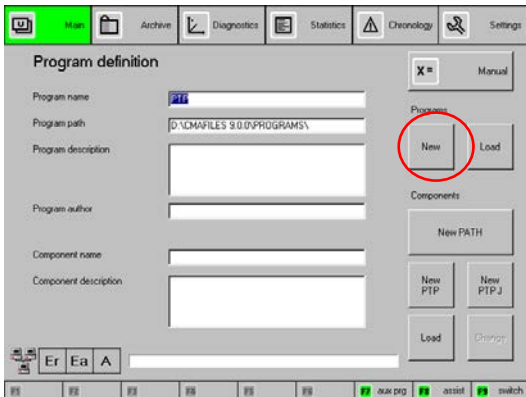 Main Archive Diagnostics Statistics Chronology Settings
Program definition
X = Manual
Program name PTP
Programs
Program path D:\CMAFILES 9.0.0\PROGRAMS\
New Load
Program description
Components
Program author
New PATH
Component name
Component description
New PTP
New PTP J
Load Change
Er Ea A
F1 F2 F3 F4 F5 F6 F7 aux prg F8 assist F9 switch